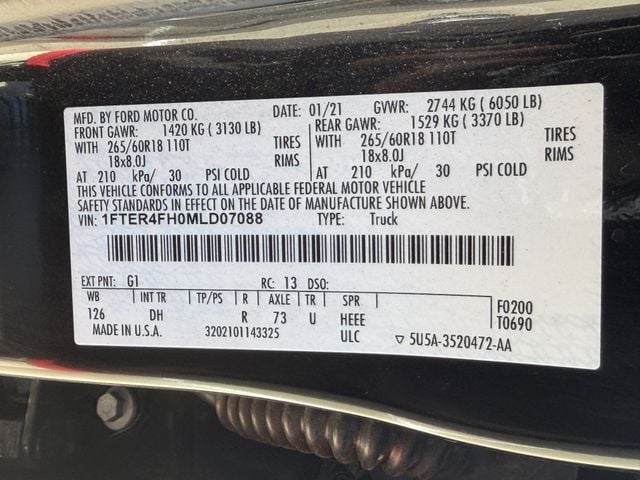 MFD. BY FORD MOTOR CO. DATE: 01/21 GVWR: 2744 KG ( 6050 LB)
FRONT GAWR: 1420 KG ( 3130 LB) REAR GAWR: 1529 KG ( 3370 LB)
WITH 265/60R18 110T TIRES WITH 265/60R18 110T TIRES
18x8.0J RIMS 18x8.0J RIMS
AT 210 kPa/ 30 PSI COLD AT 210 kPa/ 30 PSI COLD
THIS VEHICLE CONFORMS TO ALL APPLICABLE FEDERAL MOTOR VEHICLE
SAFETY STANDARDS IN EFFECT ON THE DATE OF MANUFACTURE SHOWN ABOVE.
VIN: 1FTER4FH0MLD07088 TYPE: Truck
EXT PNT: G1 RC: 13 DSO:
WB INT TR TP/PS R AXLE TR SPR F0200
126 DH R 73 U HEEE T0690
MADE IN U.S.A. 3202101143325 ULC ▽ 5U5A-3520472-AA